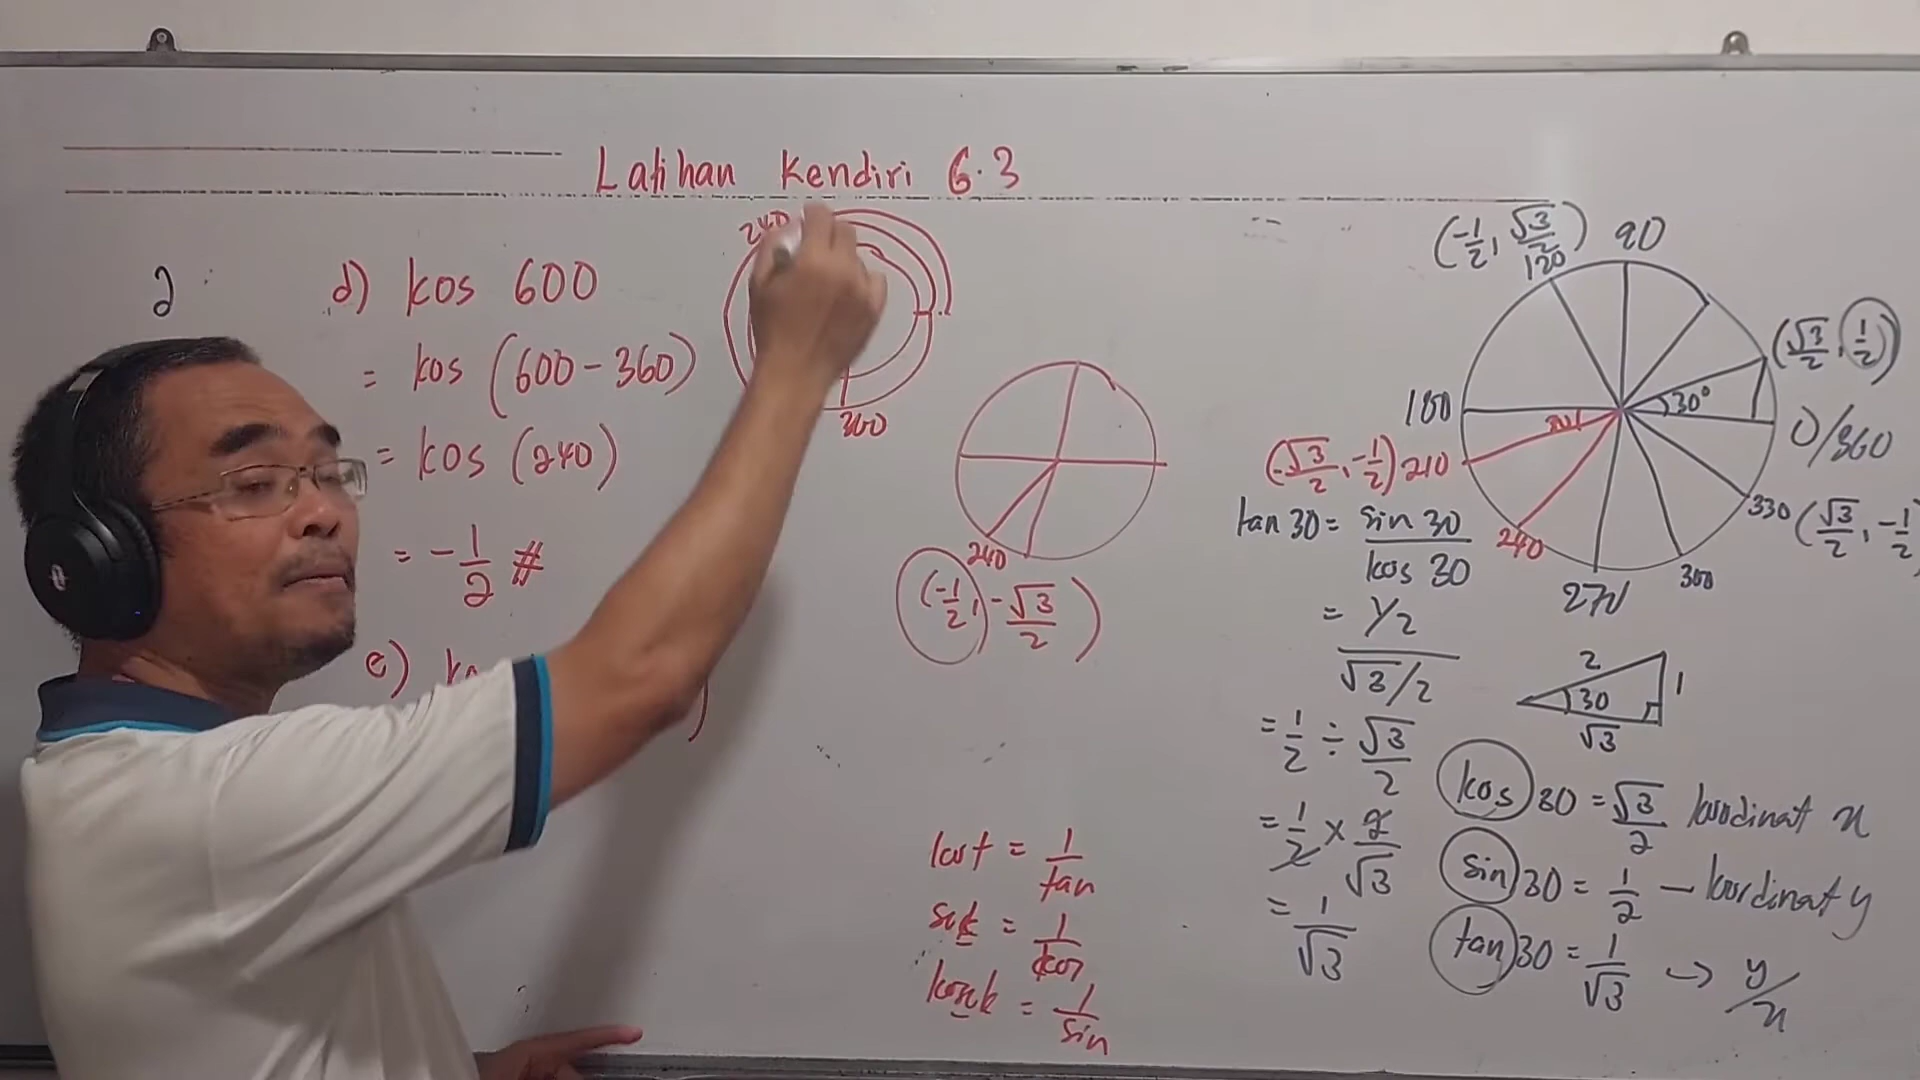 Latihan Kendiri 6.3
2
d) kos 600
= kos (600-360)
= kos (240)
= -1/2 #
e)
240
360
240
(-1/2, -√3/2)
kot = 1/tan
sek = 1/kos
kosek = 1/sin
(-1/2, √3/2)
120
90
(√3/2, 1/2)
30°
0/360
180
(-√3/2, -1/2) 210
240
270
300
330 (√3/2, -1/2)
tan 30 = sin 30/kos 30
= 1/2/√3/2
= 1/2 ÷ √3/2
= 1/2 × 2/√3
= 1/√3
2
30
1
√3
kos 30 = √3/2 koordinat x
sin 30 = 1/2 — koordinat y
tan 30 = 1/√3 → y/x